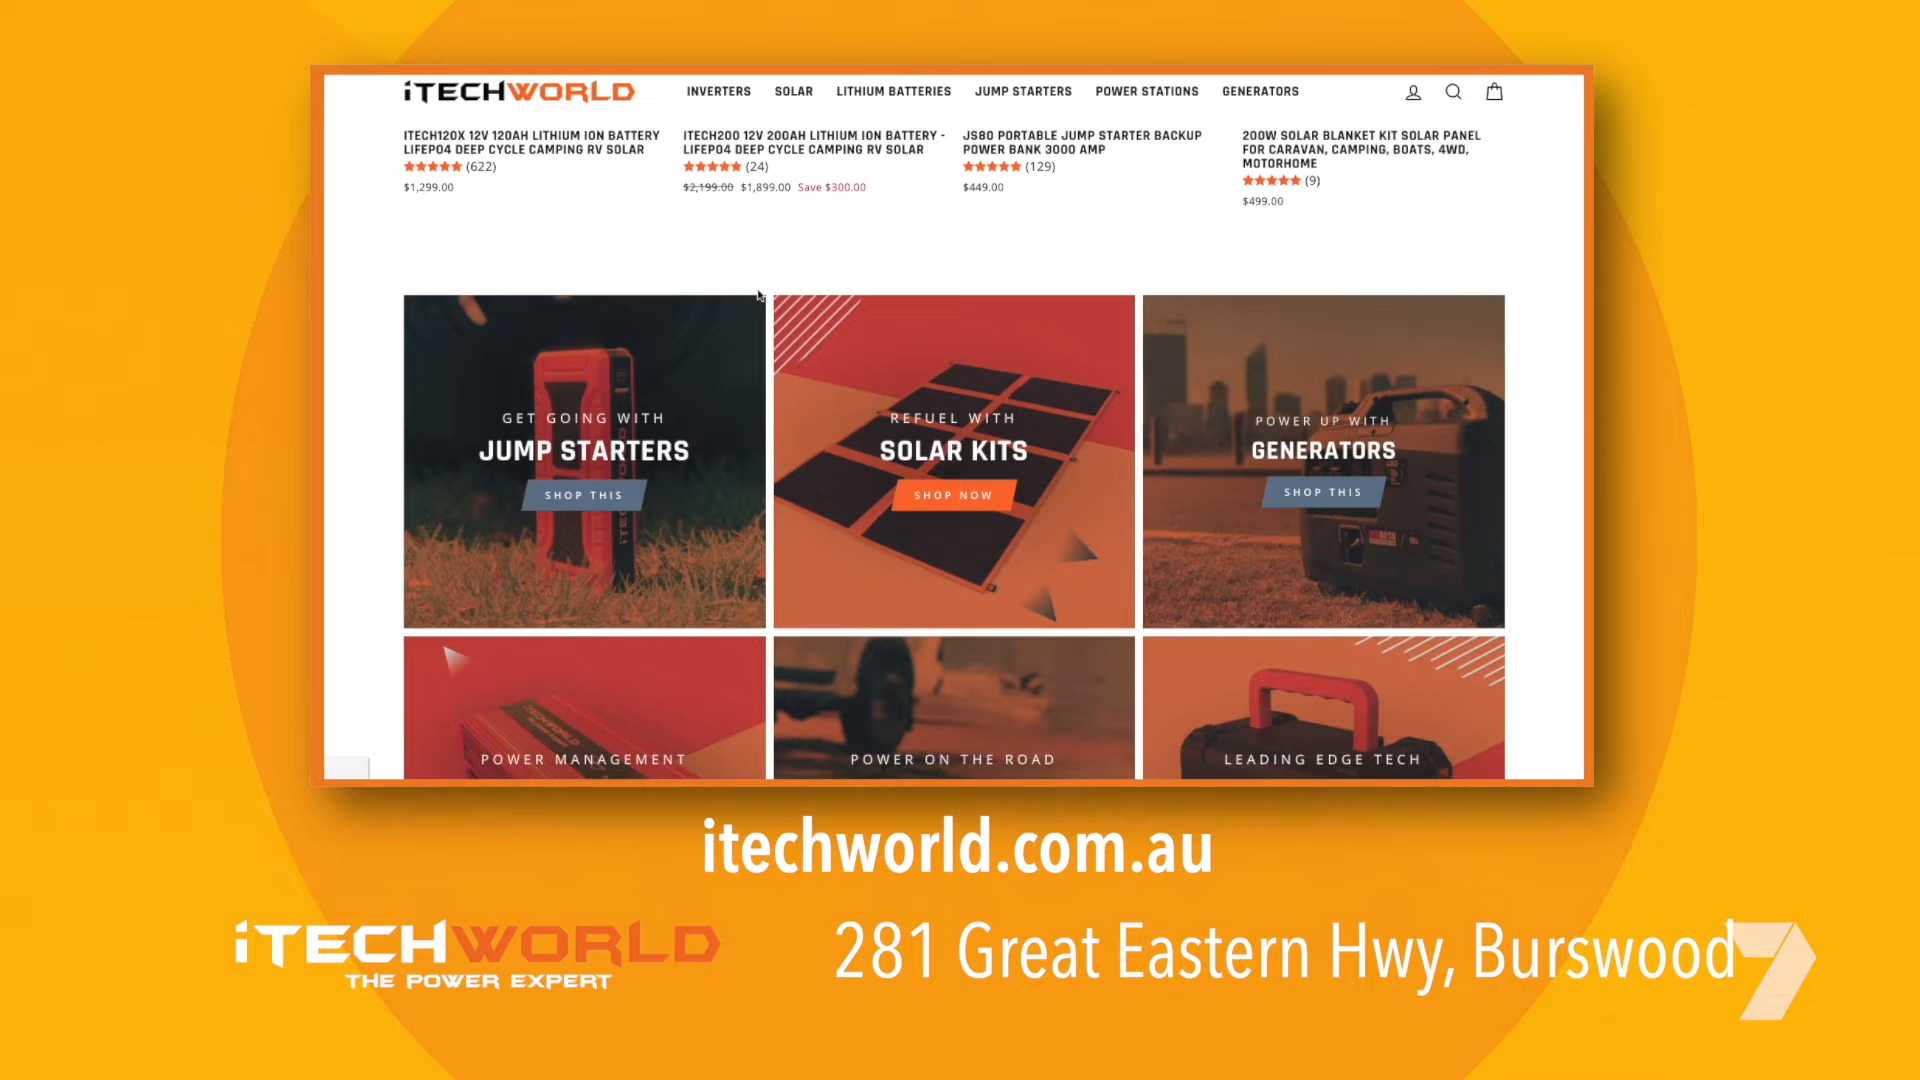 iTECHWORLD
INVERTERS SOLAR LITHIUM BATTERIES JUMP STARTERS POWER STATIONS GENERATORS
ITECH120X 12V 120AH LITHIUM ION BATTERY
LIFEPO4 DEEP CYCLE CAMPING RV SOLAR
(622)
$1,299.00
ITECH200 12V 200AH LITHIUM ION BATTERY -
LIFEPO4 DEEP CYCLE CAMPING RV SOLAR
(24)
$2,199.00 $1,899.00 Save $300.00
JS80 PORTABLE JUMP STARTER BACKUP
POWER BANK 3000 AMP
(129)
$449.00
200W SOLAR BLANKET KIT SOLAR PANEL
FOR CARAVAN, CAMPING, BOATS, 4WD,
MOTORHOME
(9)
$499.00
GET GOING WITH
JUMP STARTERS
SHOP THIS
REFUEL WITH
SOLAR KITS
SHOP NOW
POWER UP WITH
GENERATORS
SHOP THIS
POWER MANAGEMENT
POWER ON THE ROAD
LEADING EDGE TECH
itechworld.com.au
iTECHWORLD
THE POWER EXPERT
281 Great Eastern Hwy, Burswood
7